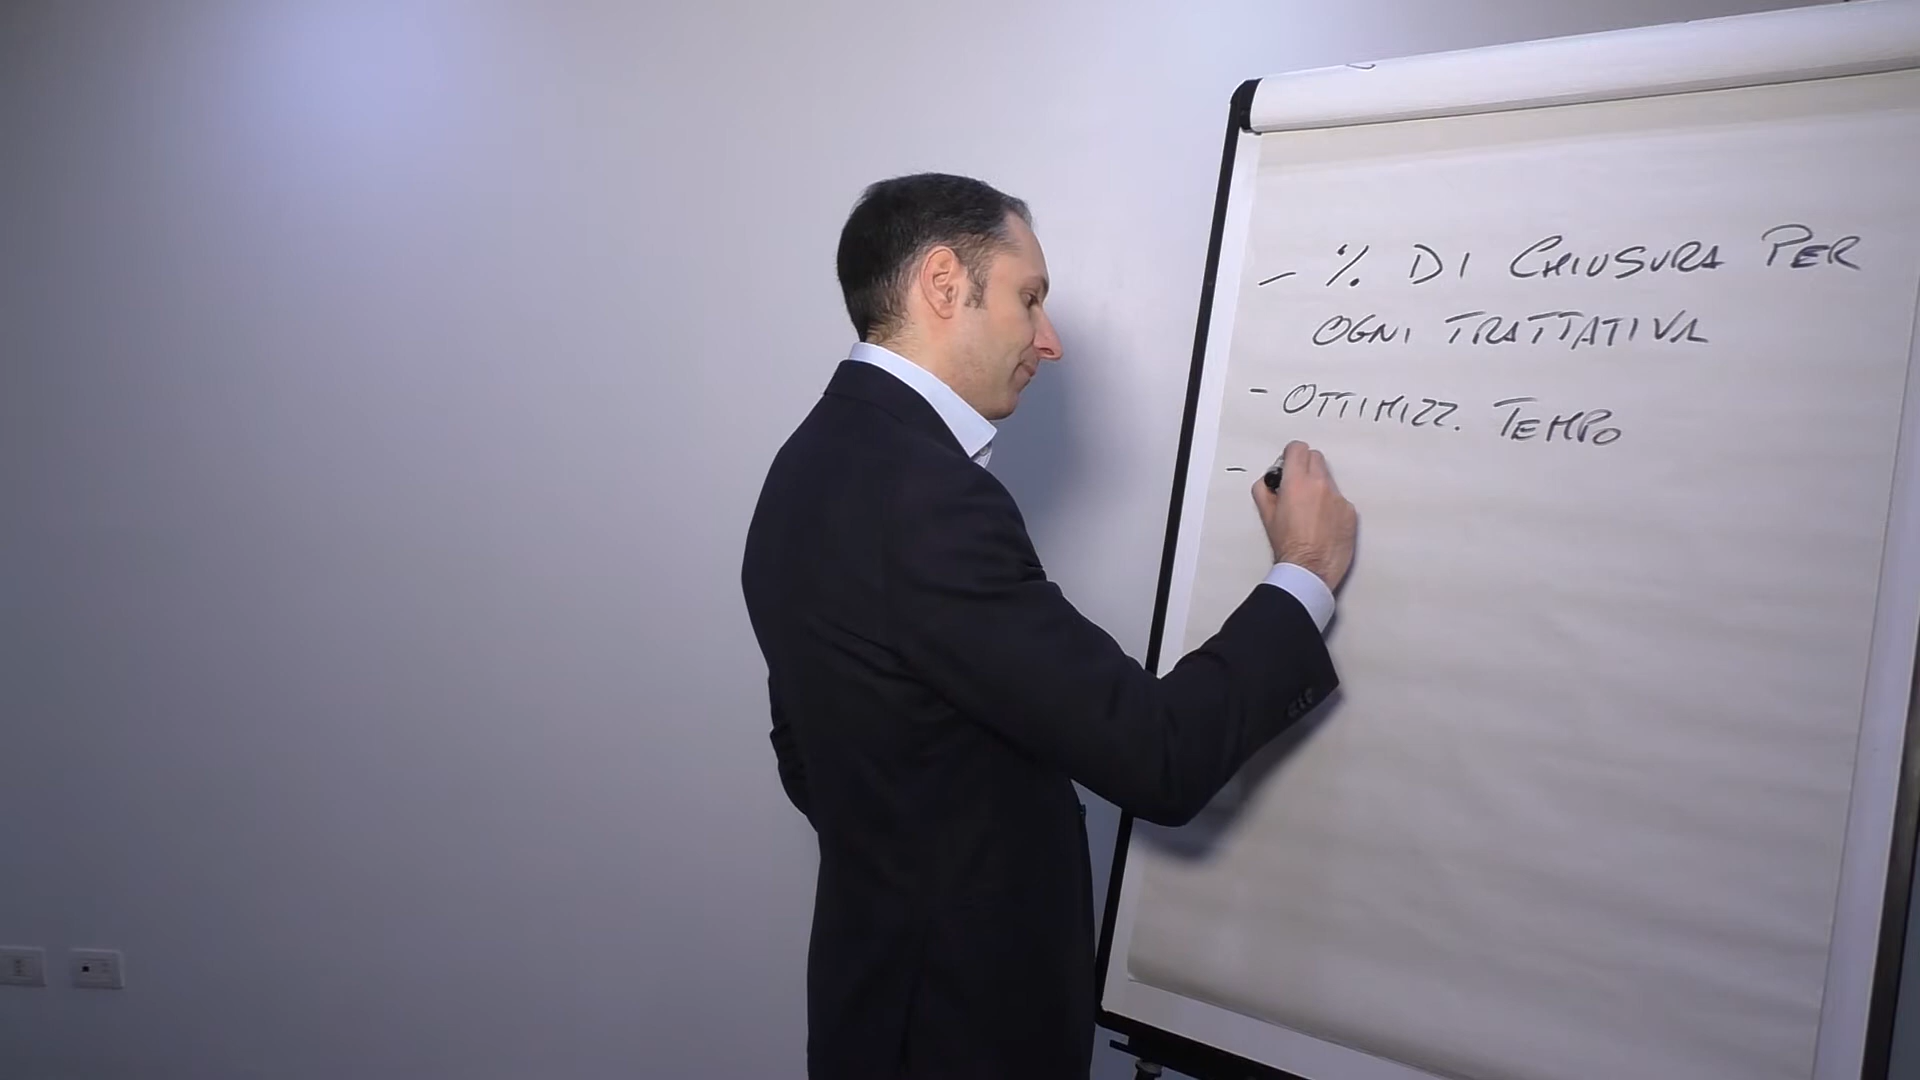 - % DI CHIUSURA PER
OGNI TRATTATIVA
- OTTIMIZZ. TEMPO
-